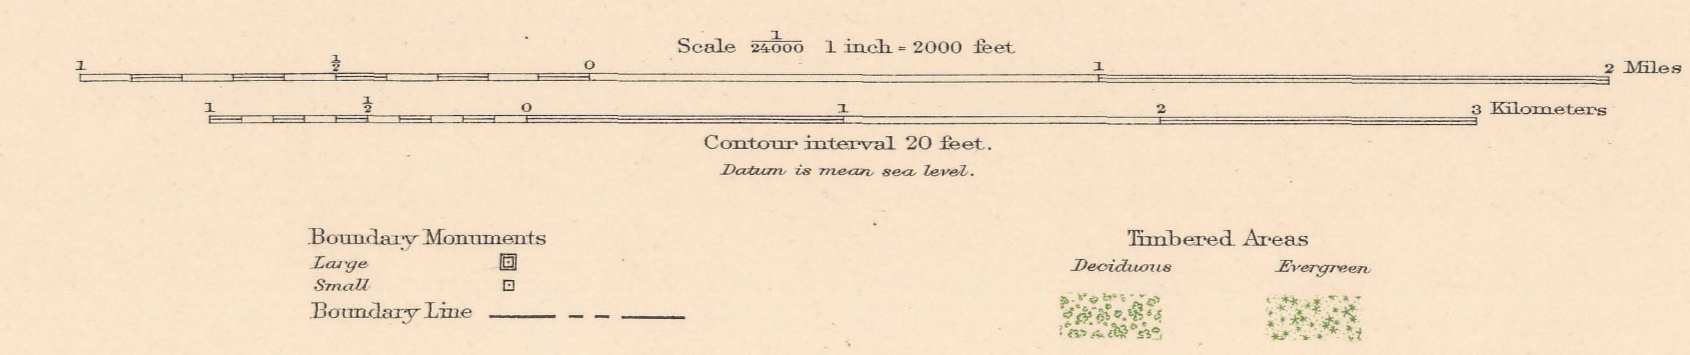 Scale 1/24000 1 inch = 2000 feet
1 ½ 0 1 2 Miles
1 ½ 0 1 2 3 Kilometers
Contour interval 20 feet.
Datum is mean sea level.
Boundary Monuments
Large
Small
Boundary Line
Timbered Areas
Deciduous Evergreen